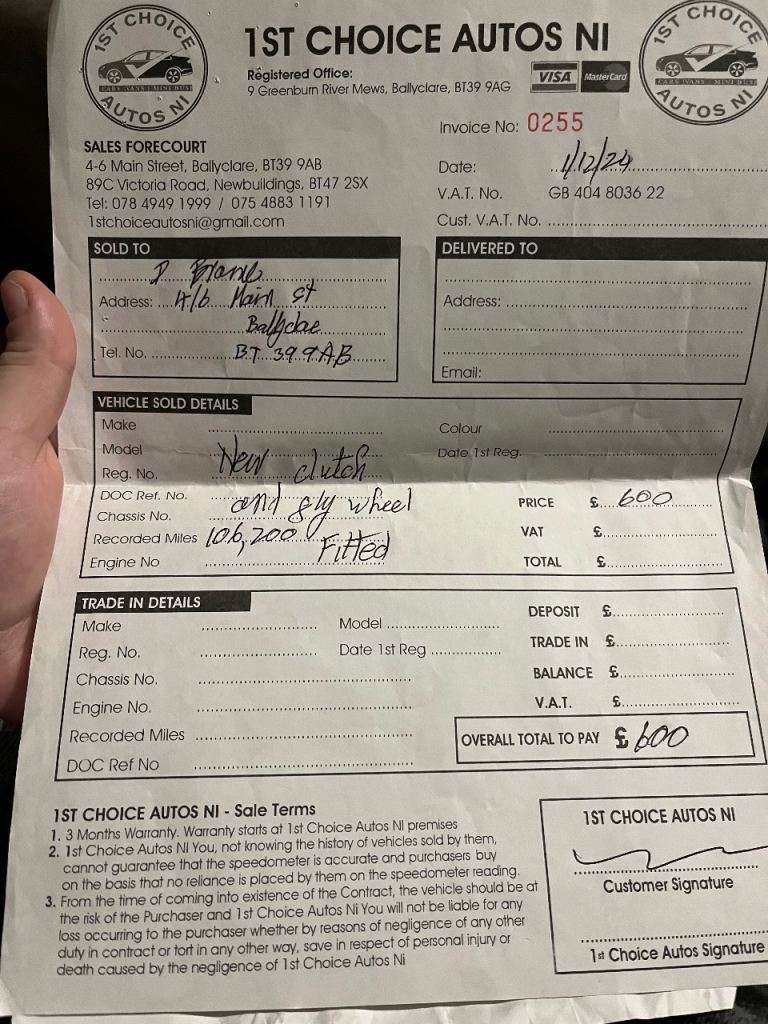 1ST CHOICE
AUTOS NI
CARS | VANS | MINI BUS
1ST CHOICE AUTOS NI
Registered Office:
9 Greenburn River Mews, Ballyclare, BT39 9AG
VISA
MasterCard
1ST CHOICE
AUTOS NI
CARS | VANS | MINI BUS
Invoice No: 0255
SALES FORECOURT
4-6 Main Street, Ballyclare, BT39 9AB
89C Victoria Road, Newbuildings, BT47 2SX
Tel: 078 4949 1999 / 075 4883 1191
1stchoiceautosni@gmail.com
Date: 1/12/24
V.A.T. No. GB 404 8036 22
Cust. V.A.T. No.
SOLD TO
Address: Main St
Tel. No. BT 39 9AB
DELIVERED TO
Address:
Email:
VEHICLE SOLD DETAILS
Make
Model New clutch
Reg. No.
DOC Ref. No. and fly wheel
Chassis No.
Recorded Miles 106,200 Fitted
Engine No
Colour
Date 1st Reg.
PRICE £ 600
VAT £
TOTAL £
TRADE IN DETAILS
Make
Model
Reg. No.
Date 1st Reg
Chassis No.
Engine No.
Recorded Miles
DOC Ref No
DEPOSIT £
TRADE IN £
BALANCE £
V.A.T. £
OVERALL TOTAL TO PAY £ 600
1ST CHOICE AUTOS NI - Sale Terms
1. 3 Months Warranty. Warranty starts at 1st Choice Autos NI premises
2. 1st Choice Autos NI You, not knowing the history of vehicles sold by them,
cannot guarantee that the speedometer is accurate and purchasers buy
on the basis that no reliance is placed by them on the speedometer reading.
3. From the time of coming into existence of the Contract, the vehicle should be at
the risk of the Purchaser and 1st Choice Autos Ni You will not be liable for any
loss occurring to the purchaser whether by reasons of negligence of any other
duty in contract or tort in any other way, save in respect of personal injury or
death caused by the negligence of 1st Choice Autos Ni
1ST CHOICE AUTOS NI
Customer Signature
1st Choice Autos Signature